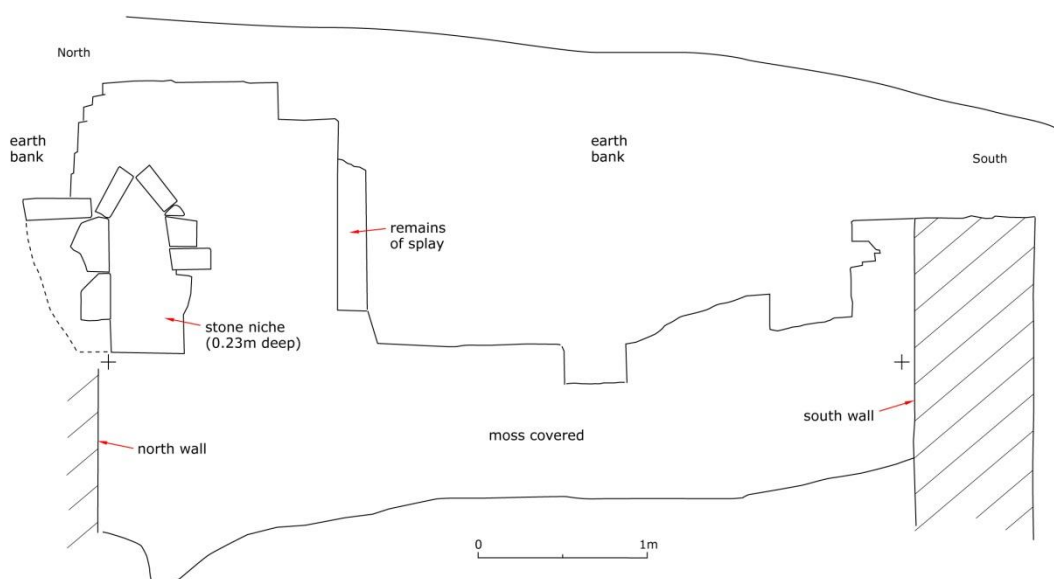 North
earth
bank
earth
bank
South
remains
of splay
stone niche
(0.23m deep)
south wall
moss covered
north wall
0
1m